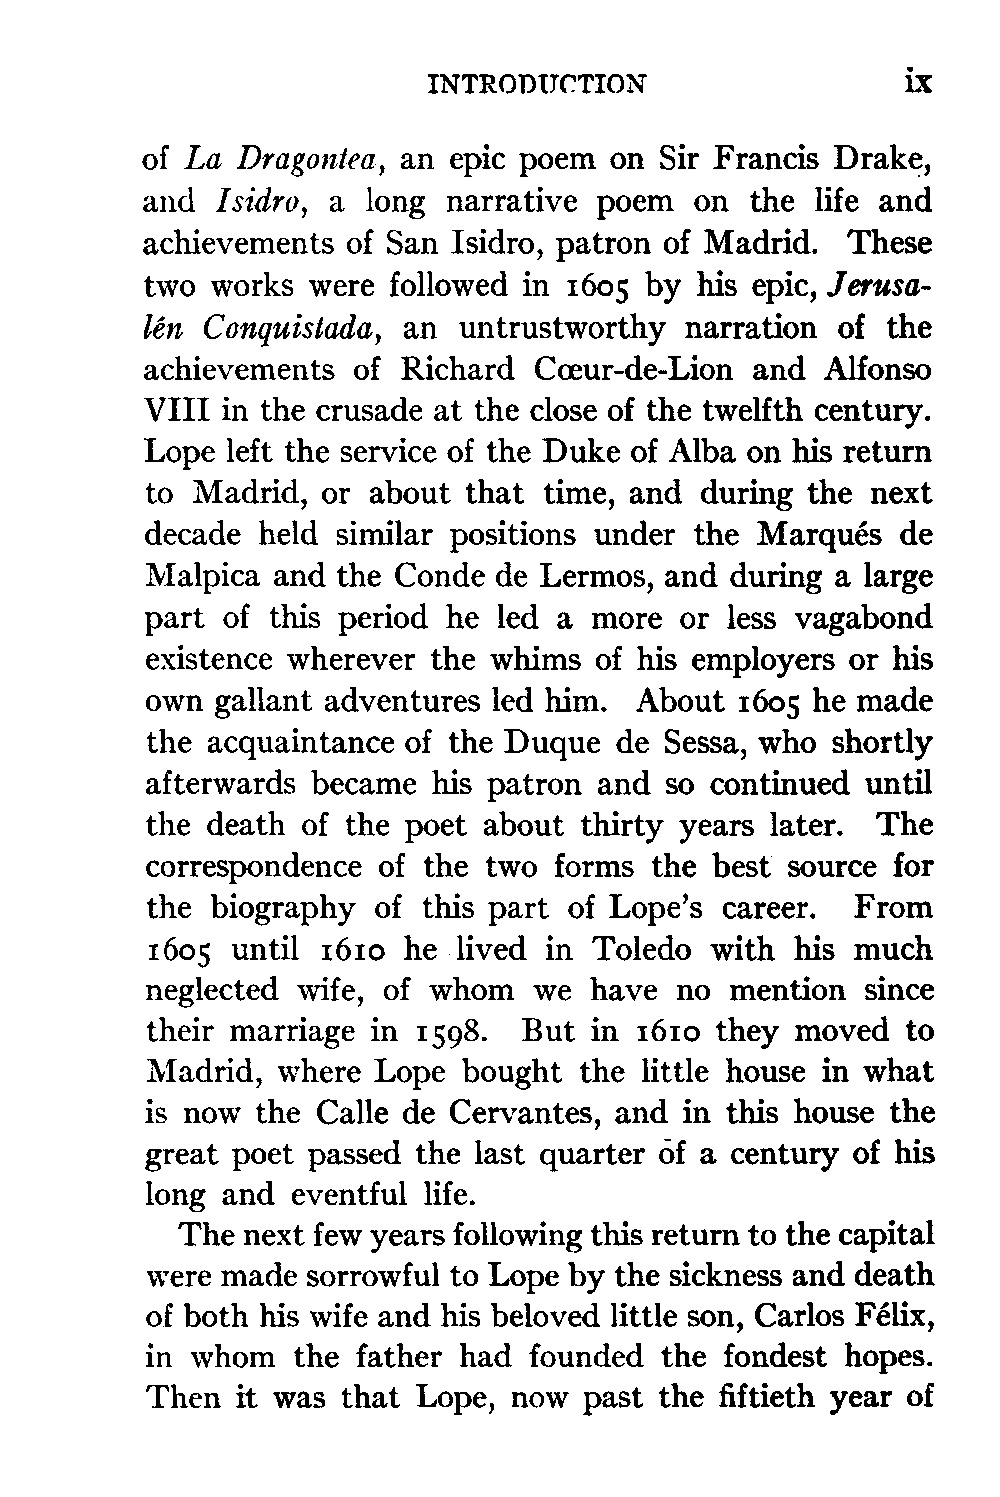 INTRODUCTION ix
of La Dragontea, an epic poem on Sir Francis Drake,
and Isidro, a long narrative poem on the life and
achievements of San Isidro, patron of Madrid. These
two works were followed in 1605 by his epic, Jerusa-
lén Conquistada, an untrustworthy narration of the
achievements of Richard Cœur-de-Lion and Alfonso
VIII in the crusade at the close of the twelfth century.
Lope left the service of the Duke of Alba on his return
to Madrid, or about that time, and during the next
decade held similar positions under the Marqués de
Malpica and the Conde de Lermos, and during a large
part of this period he led a more or less vagabond
existence wherever the whims of his employers or his
own gallant adventures led him. About 1605 he made
the acquaintance of the Duque de Sessa, who shortly
afterwards became his patron and so continued until
the death of the poet about thirty years later. The
correspondence of the two forms the best source for
the biography of this part of Lope's career. From
1605 until 1610 he lived in Toledo with his much
neglected wife, of whom we have no mention since
their marriage in 1598. But in 1610 they moved to
Madrid, where Lope bought the little house in what
is now the Calle de Cervantes, and in this house the
great poet passed the last quarter of a century of his
long and eventful life.
The next few years following this return to the capital
were made sorrowful to Lope by the sickness and death
of both his wife and his beloved little son, Carlos Félix,
in whom the father had founded the fondest hopes.
Then it was that Lope, now past the fiftieth year of